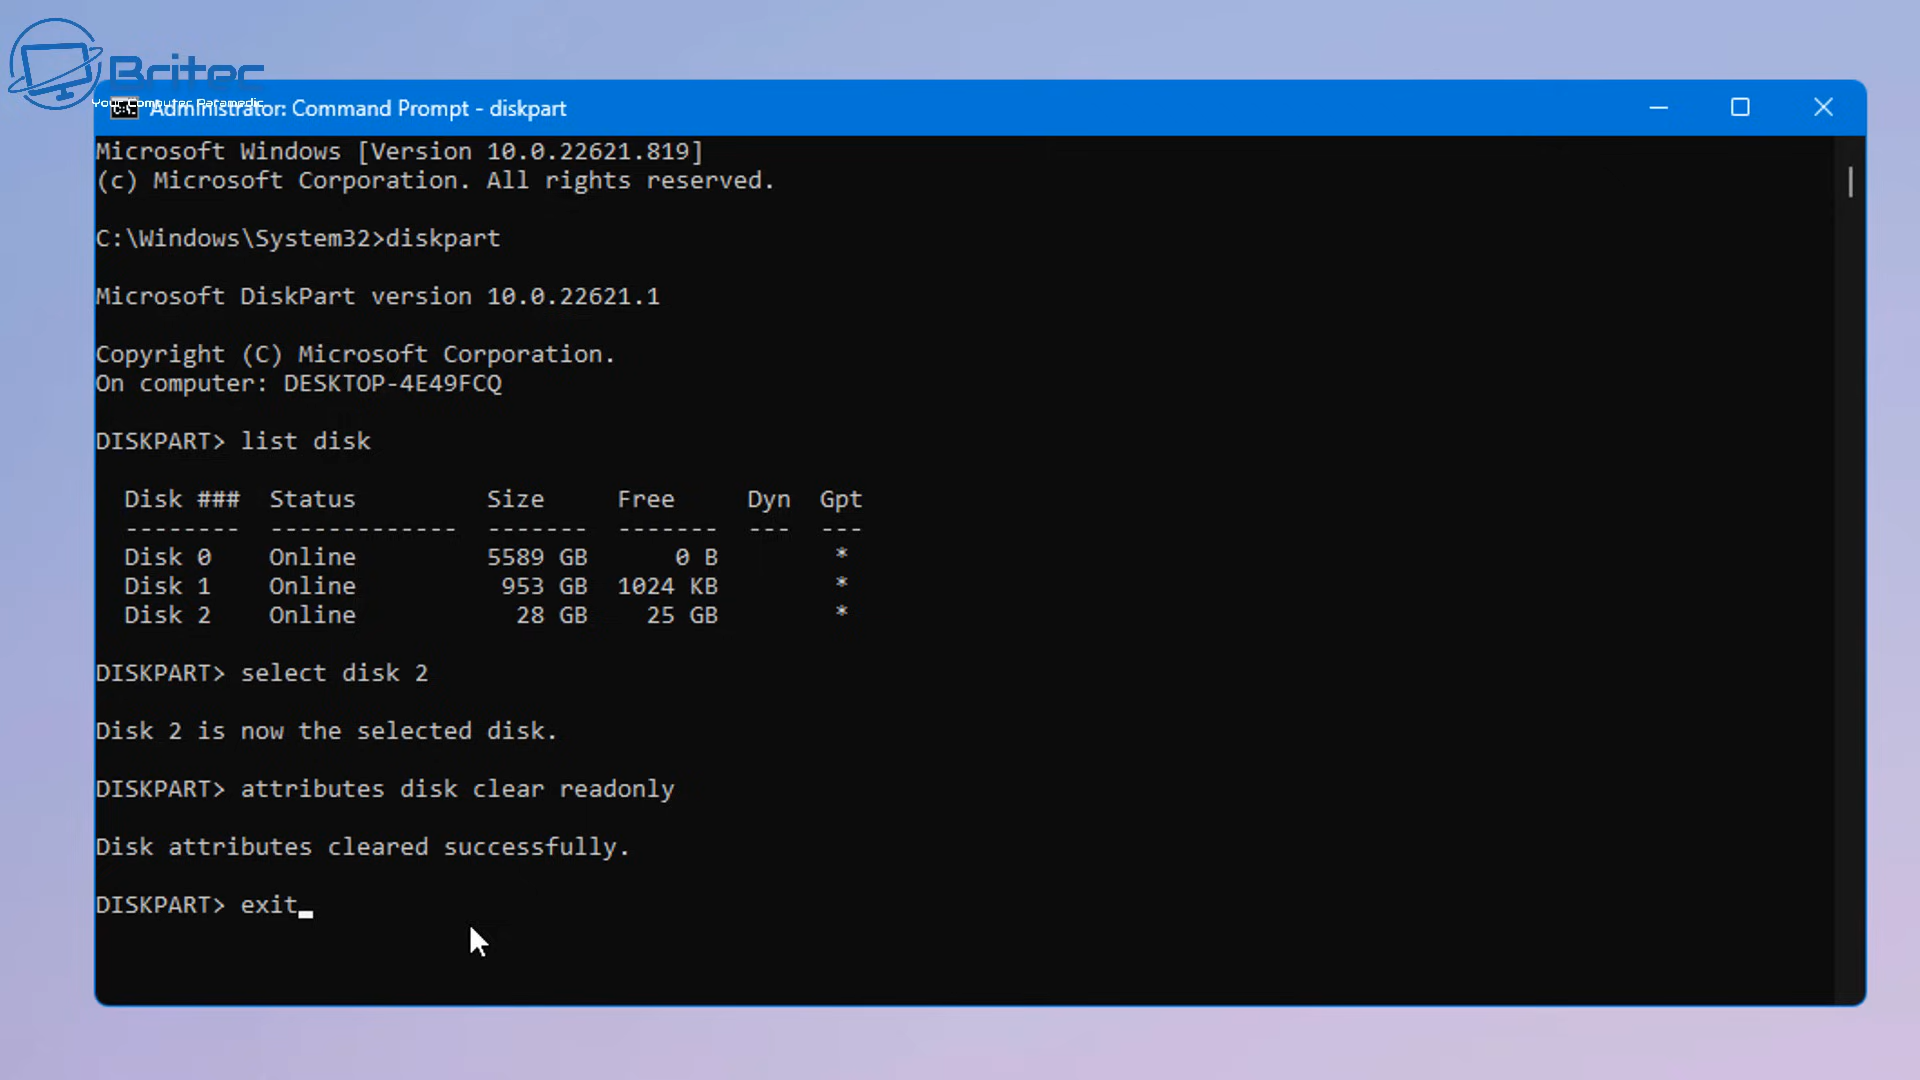 Britec
Your Computer Paramedic
Administrator: Command Prompt - diskpart
Microsoft Windows [Version 10.0.22621.819]
(c) Microsoft Corporation. All rights reserved.
C:\Windows\System32>diskpart
Microsoft DiskPart version 10.0.22621.1
Copyright (C) Microsoft Corporation.
On computer: DESKTOP-4E49FCQ
DISKPART> list disk
Disk ###  Status         Size     Free     Dyn  Gpt
--------  -------------  -------  -------  ---  ---
Disk 0    Online         5589 GB      0 B        *
Disk 1    Online          953 GB  1024 KB        *
Disk 2    Online           28 GB    25 GB        *
DISKPART> select disk 2
Disk 2 is now the selected disk.
DISKPART> attributes disk clear readonly
Disk attributes cleared successfully.
DISKPART> exit